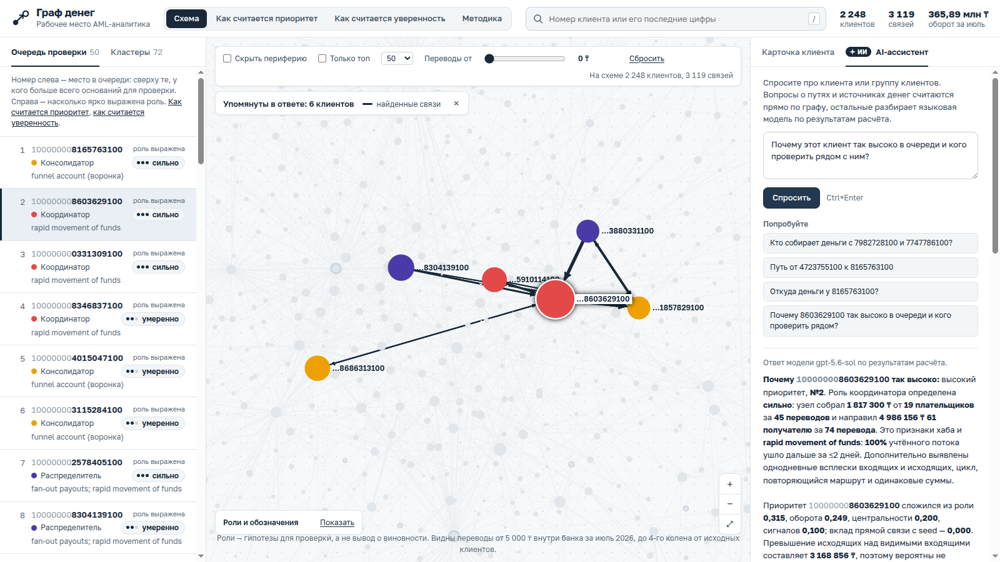 Граф денег
Рабочее место AML-аналитика
Схема
Как считается приоритет
Как считается уверенность
Методика
Номер клиента или его последние цифры
/
2 248
клиентов
3 119
связей
365,89 млн ₸
оборот за июль
Очередь проверки 50
Кластеры 72
Номер слева — место в очереди: сверху те, у
кого больше всего оснований для проверки.
Справа — насколько ярко выражена роль. Как
считается приоритет, как считается
уверенность.
1
100000008165763100
роль выражена
Консолидатор
сильно
funnel account (воронка)
2
100000008603629100
роль выражена
Координатор
сильно
rapid movement of funds
3
100000000331309100
роль выражена
Координатор
сильно
rapid movement of funds
4
100000008346837100
роль выражена
Координатор
умеренно
rapid movement of funds
5
100000004015047100
роль выражена
Консолидатор
умеренно
funnel account (воронка)
6
100000003115284100
роль выражена
Консолидатор
умеренно
funnel account (воронка)
7
100000002578405100
роль выражена
Распределитель
сильно
fan-out payouts; rapid movement of funds
8
100000008304139100
роль выражена
Распределитель
умеренно
fan-out payouts; rapid movement of funds
Скрыть периферию
Только топ
50
Переводы от
0 ₸
Сбросить
На схеме 2 248 клиентов, 3 119 связей
Упомянуты в ответе: 6 клиентов
найденные связи
×
...3880331100
...8304139100
...5910114100
...8603629100
...1857829100
...8686313100
+
−
Роли и обозначения
Показать
Роли — гипотезы для проверки, а не вывод о виновности. Видны переводы от 5 000 ₸ внутри банка за июль 2026, до 4-го колена от исходных
клиентов.
Карточка клиента
ИИ
AI-ассистент
Спросите про клиента или группу клиентов.
Вопросы о путях и источниках денег считаются
прямо по графу, остальные разбирает языковая
модель по результатам расчёта.
Почему этот клиент так высоко в очереди и кого
проверить рядом с ним?
Спросить
Ctrl+Enter
Попробуйте
Кто собирает деньги с 7982728100 и 7747786100?
Путь от 4723755100 к 8165763100
Откуда деньги у 8165763100?
Почему 8603629100 так высоко в очереди и кого
проверить рядом?
Ответ модели gpt-5.6-sol по результатам расчёта.
Почему 100000008603629100 так высоко: высокий
приоритет, №2. Роль координатора определена
сильно: узел собрал 1 817 300 ₸ от 19 плательщиков
за 45 переводов и направил 4 986 156 ₸ 61
получателю за 74 перевода. Это признаки хаба и
rapid movement of funds: 100% учтённого потока
ушло дальше за ≤2 дней. Дополнительно выявлены
однодневные всплески входящих и исходящих, цикл,
повторяющийся маршрут и одинаковые суммы.
Приоритет 100000008603629100 сложился из роли
0,315, оборота 0,249, центральности 0,200,
сигналов 0,100; вклад прямой связи с seed — 0,000.
Превышение исходящих над видимыми входящими
составляет 3 168 856 ₸, поэтому вероятны не